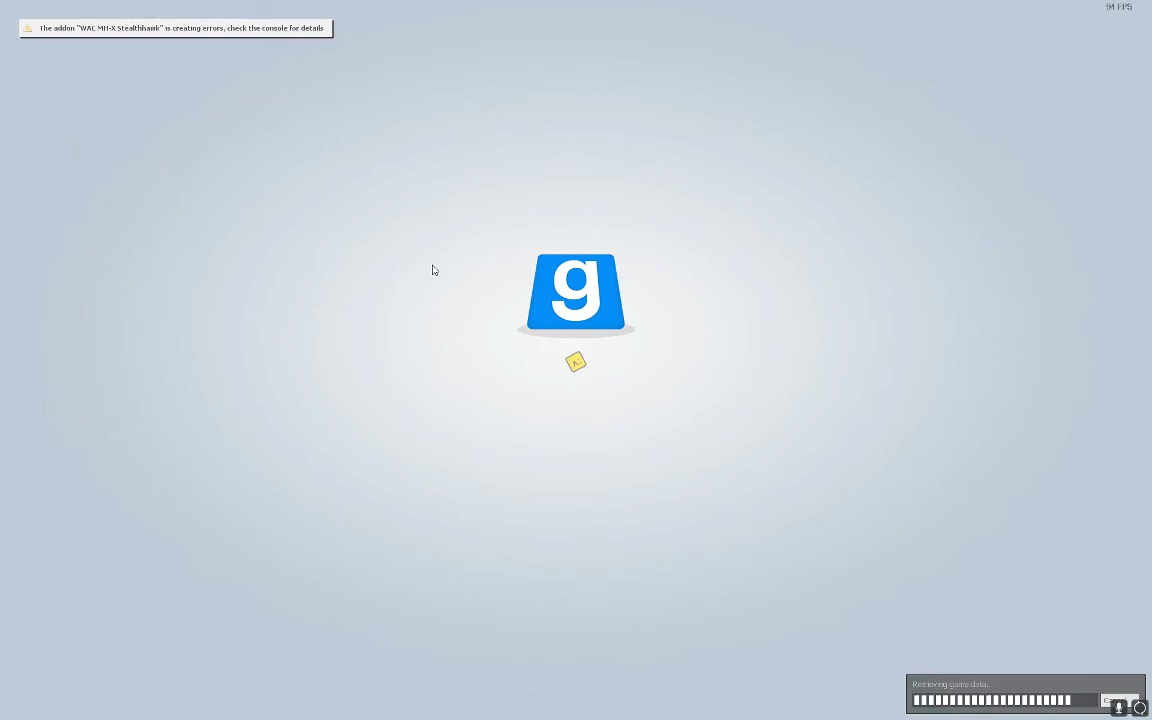 94 FPS
The addon "WAC MH-X Stealthhawk" is creating errors, check the console for details
g
Retrieving game data...